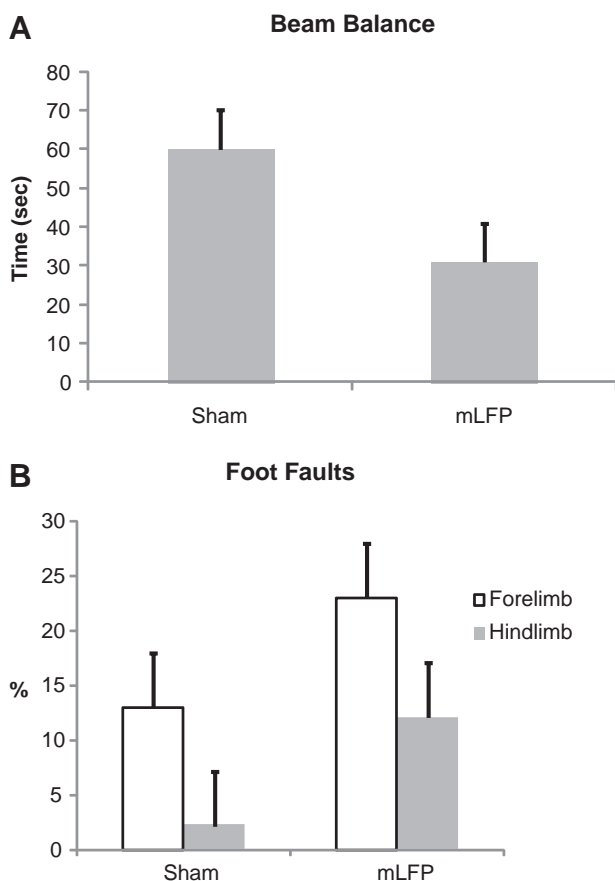 A
Beam Balance
Time (sec)
80
70
60
50
40
30
20
10
0
Sham mLFP
B
Foot Faults
%
30
25
20
15
10
5
0
Forelimb
Hindlimb
Sham mLFP